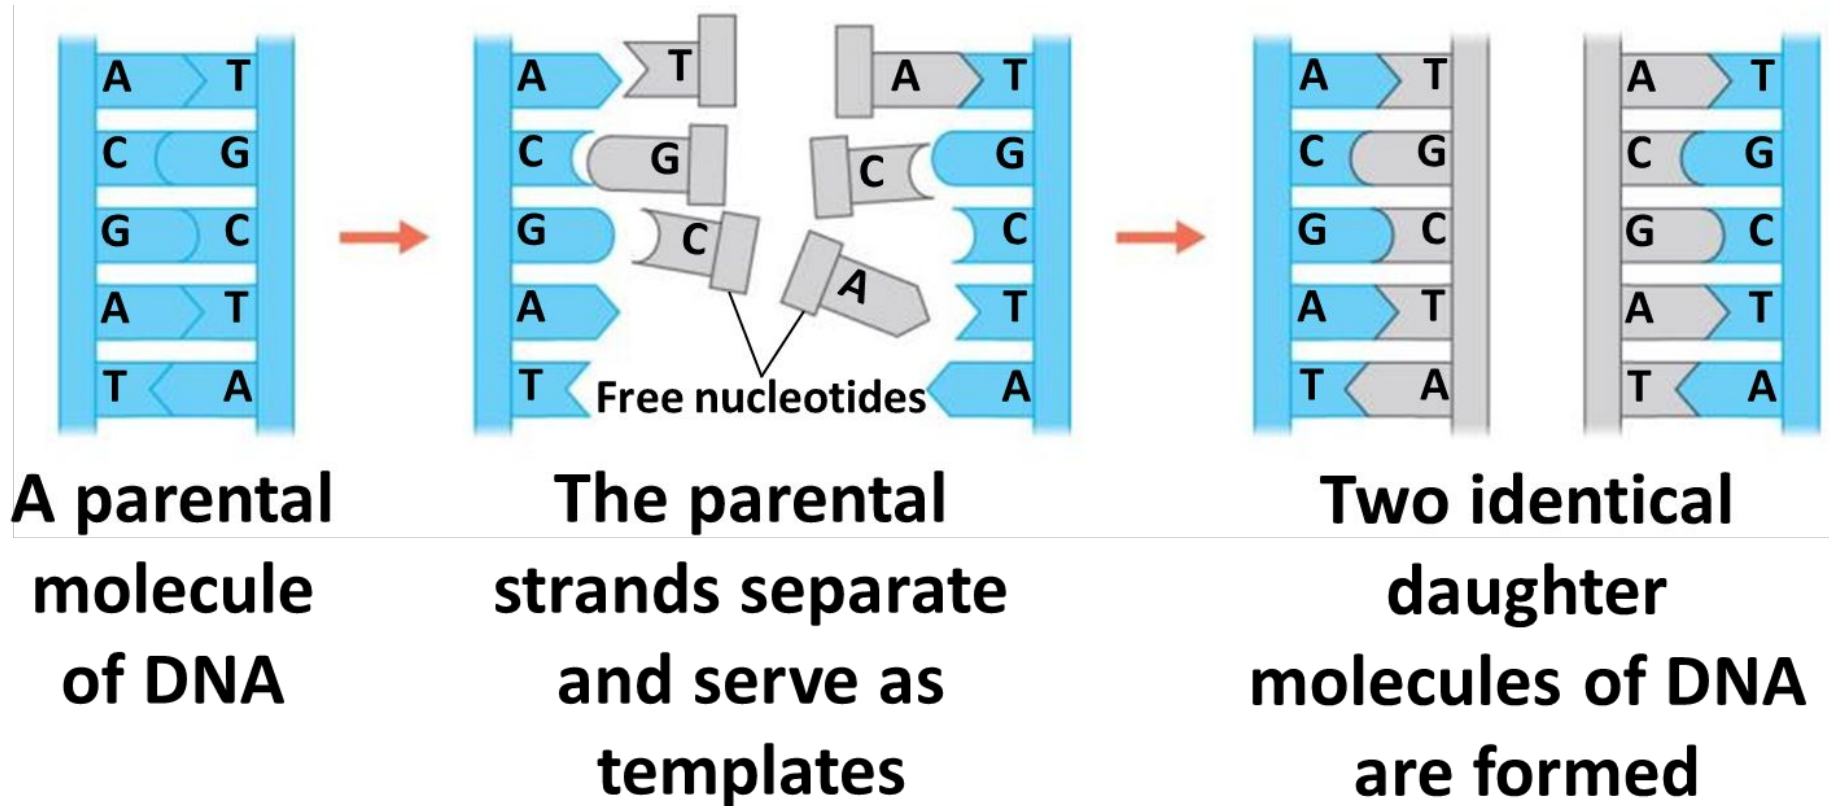 A T A T A T A T A T
C G C G C G C G C G
G C G C C G C G C
A T A A T A T A T
T A T Free nucleotides A T A T A
A parental
molecule
of DNA
The parental
strands separate
and serve as
templates
Two identical
daughter
molecules of DNA
are formed